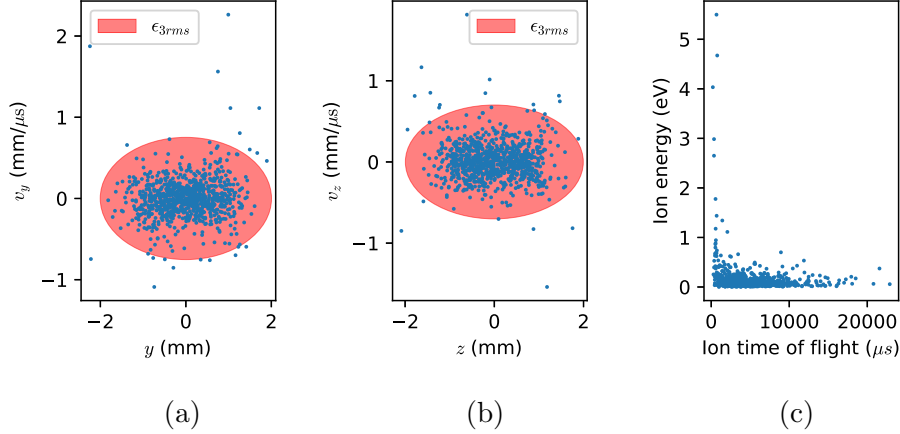 ϵ3rms
2
1
0
−1
vy (mm/µs)
−2 0 2
y (mm)
(a)
ϵ3rms
1
0
−1
vz (mm/µs)
−2 0 2
z (mm)
(b)
5
4
3
2
1
0
Ion energy (eV)
0 10000 20000
Ion time of flight (µs)
(c)